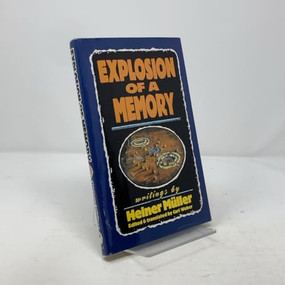 EXPLOSION
OF A
MEMORY
writings by
Heiner Müller
Edited & translated by Carl Weber